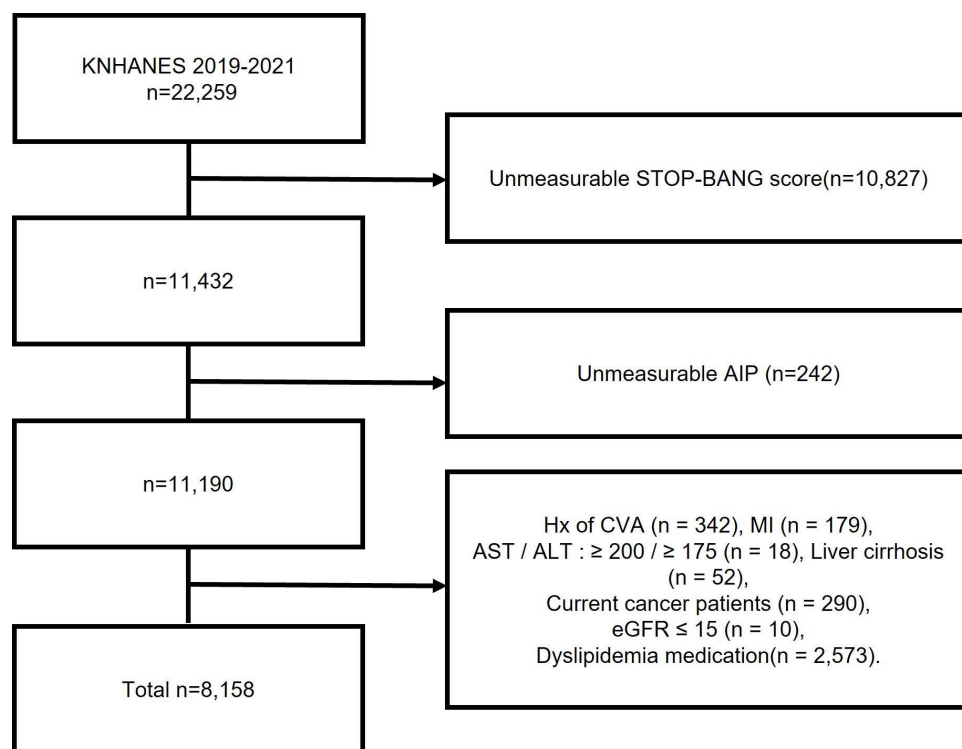 KNHANES 2019-2021
n=22,259
Unmeasurable STOP-BANG score(n=10,827)
n=11,432
Unmeasurable AIP (n=242)
n=11,190
Hx of CVA (n = 342), MI (n = 179),
AST / ALT : ≥ 200 / ≥ 175 (n = 18), Liver cirrhosis
(n = 52),
Current cancer patients (n = 290),
eGFR ≤ 15 (n = 10),
Dyslipidemia medication(n = 2,573).
Total n=8,158